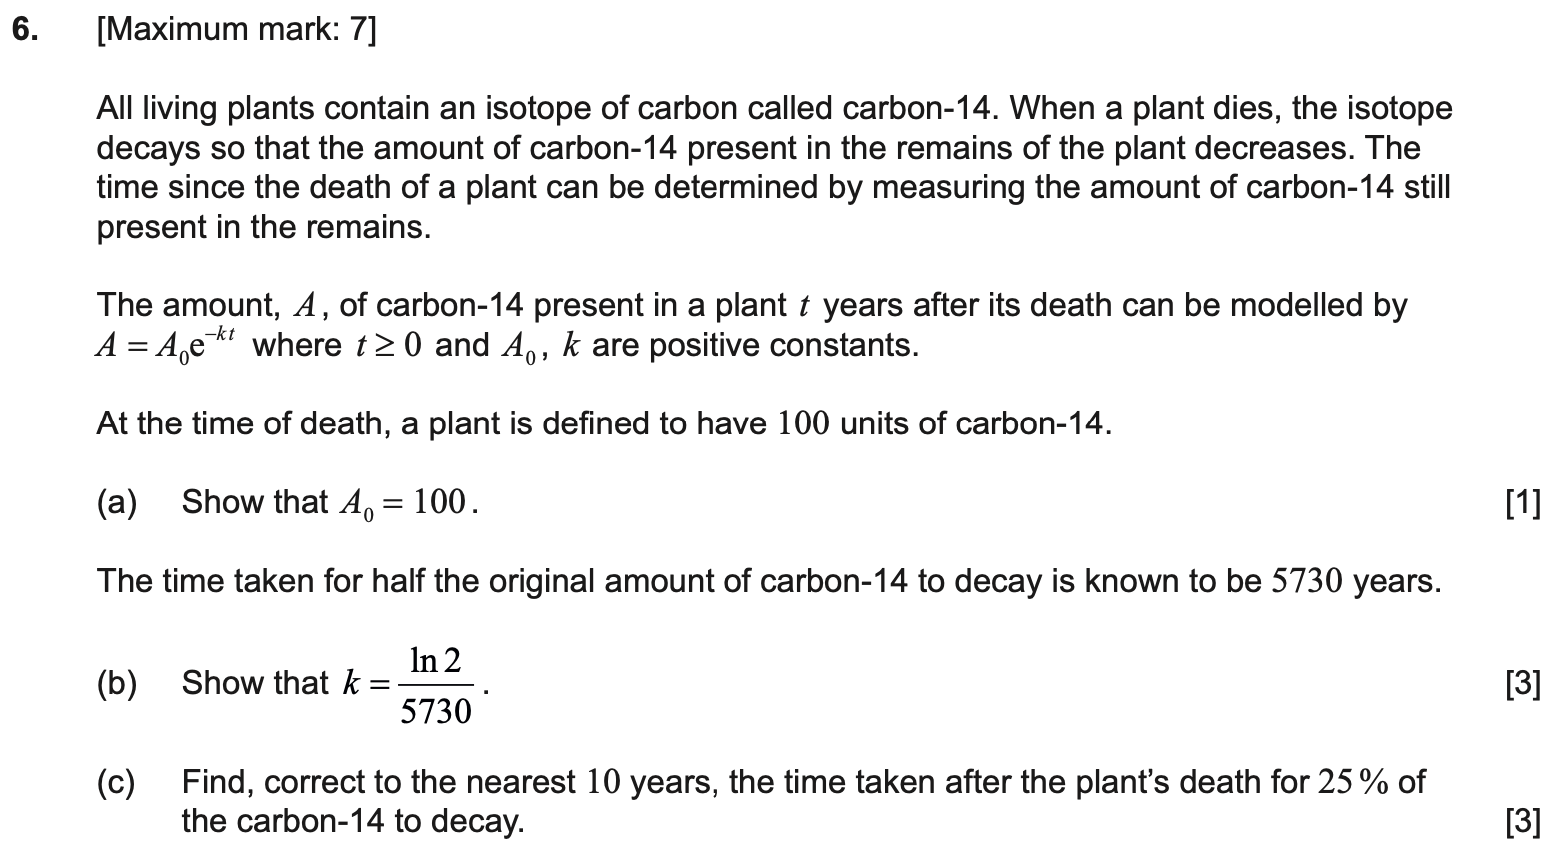 6. [Maximum mark: 7]
All living plants contain an isotope of carbon called carbon-14. When a plant dies, the isotope
decays so that the amount of carbon-14 present in the remains of the plant decreases. The
time since the death of a plant can be determined by measuring the amount of carbon-14 still
present in the remains.
The amount, A, of carbon-14 present in a plant t years after its death can be modelled by
A = A₀e^(−kt) where t ≥ 0 and A₀, k are positive constants.
At the time of death, a plant is defined to have 100 units of carbon-14.
(a) Show that A₀ = 100. [1]
The time taken for half the original amount of carbon-14 to decay is known to be 5730 years.
(b) Show that k = ln 2 / 5730. [3]
(c) Find, correct to the nearest 10 years, the time taken after the plant’s death for 25 % of
the carbon-14 to decay. [3]